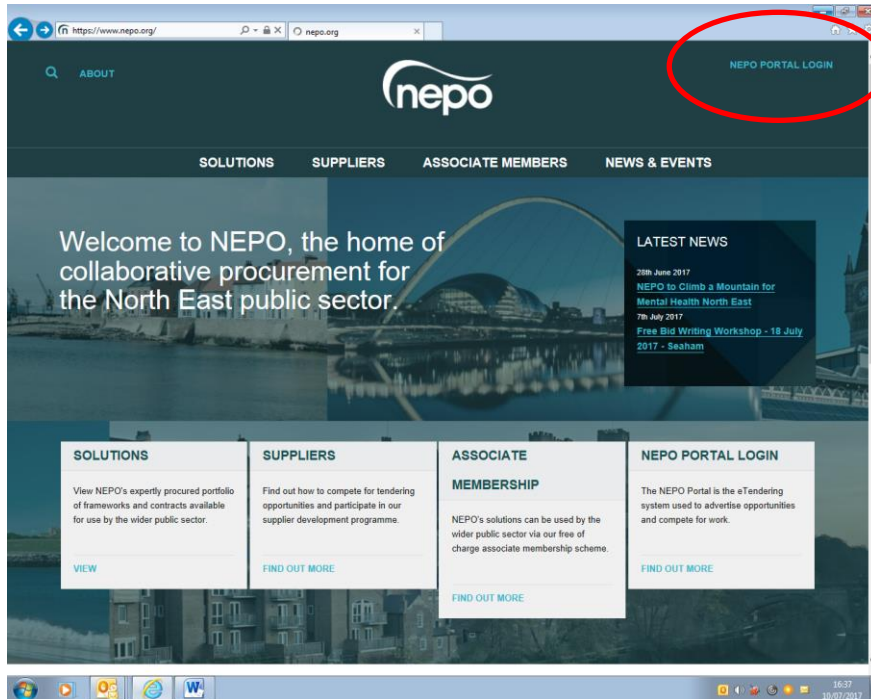 https://www.nepo.org/
nepo.org
ABOUT
nepo
NEPO PORTAL LOGIN
SOLUTIONS SUPPLIERS ASSOCIATE MEMBERS NEWS & EVENTS
Welcome to NEPO, the home of
collaborative procurement for
the North East public sector.
LATEST NEWS
28th June 2017
NEPO to Climb a Mountain for
Mental Health North East
7th July 2017
Free Bid Writing Workshop - 18 July
2017 - Seaham
SOLUTIONS
View NEPO's expertly procured portfolio
of frameworks and contracts available
for use by the wider public sector.
VIEW
SUPPLIERS
Find out how to compete for tendering
opportunities and participate in our
supplier development programme.
FIND OUT MORE
ASSOCIATE
MEMBERSHIP
NEPO's solutions can be used by the
wider public sector via our free of
charge associate membership scheme.
FIND OUT MORE
NEPO PORTAL LOGIN
The NEPO Portal is the eTendering
system used to advertise opportunities
and compete for work.
FIND OUT MORE
16:37
10/07/2017